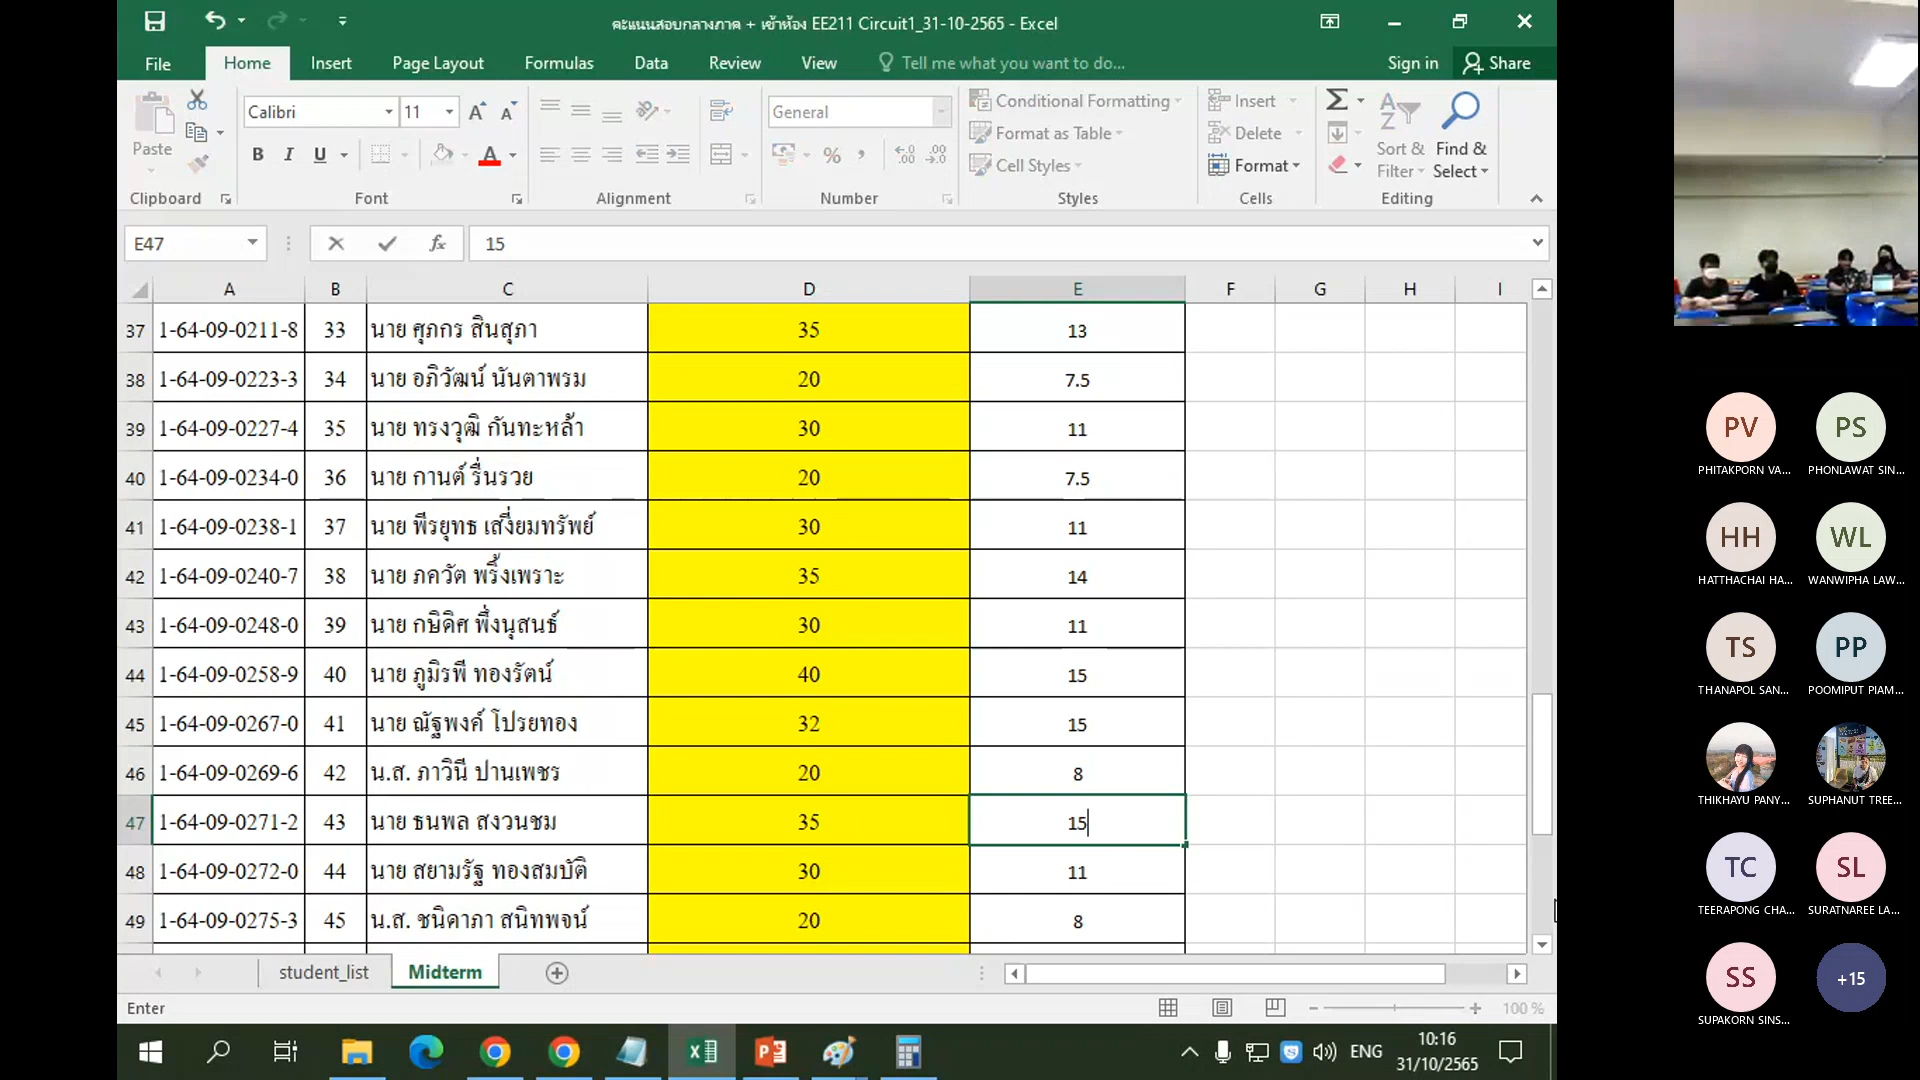 คะแนนสอบกลางภาค + เข้าห้อง EE211 Circuit1_31-10-2565 - Excel
File Home Insert Page Layout Formulas Data Review View Tell me what you want to do... Sign in Share
Paste
Calibri 11
General
Conditional Formatting
Format as Table
Cell Styles
Insert
Delete
Format
Sort & Filter
Find & Select
Clipboard Font Alignment Number Styles Cells Editing
E47 15
A B C D E F G H I
37 1-64-09-0211-8 33 นาย ศุภกร สินสุภา 35 13
38 1-64-09-0223-3 34 นาย อภิวัฒน์ นันตาพรม 20 7.5
39 1-64-09-0227-4 35 นาย ทรงวุฒิ กันทะหล้า 30 11
40 1-64-09-0234-0 36 นาย กานต์ รื่นรวย 20 7.5
41 1-64-09-0238-1 37 นาย พีรยุทธ เสงี่ยมทรัพย์ 30 11
42 1-64-09-0240-7 38 นาย ภควัต พริ้งเพราะ 35 14
43 1-64-09-0248-0 39 นาย กษิดิศ พึ่งนุสนธ์ 30 11
44 1-64-09-0258-9 40 นาย ภูมิรพี ทองรัตน์ 40 15
45 1-64-09-0267-0 41 นาย ณัฐพงค์ โปรยทอง 32 15
46 1-64-09-0269-6 42 น.ส. ภาวินี ปานเพชร 20 8
47 1-64-09-0271-2 43 นาย ธนพล สงวนชม 35 15
48 1-64-09-0272-0 44 นาย สยามรัฐ ทองสมบัติ 30 11
49 1-64-09-0275-3 45 น.ส. ชนิดาภา สนิทพจน์ 20 8
student_list Midterm
Enter 100 %
ENG 10:16
31/10/2565
PV PS
PHITAKPORN VA... PHONLAWAT SIN...
HH WL
HATTHACHAI HA... WANWIPHA LAW...
TS PP
THANAPOL SAN... POOMIPUT PIAM...
THIKHAYU PANY... SUPHANUT TREE...
TC SL
TEERAPONG CHA... SURATNAREE LA...
SS +15
SUPAKORN SINS...